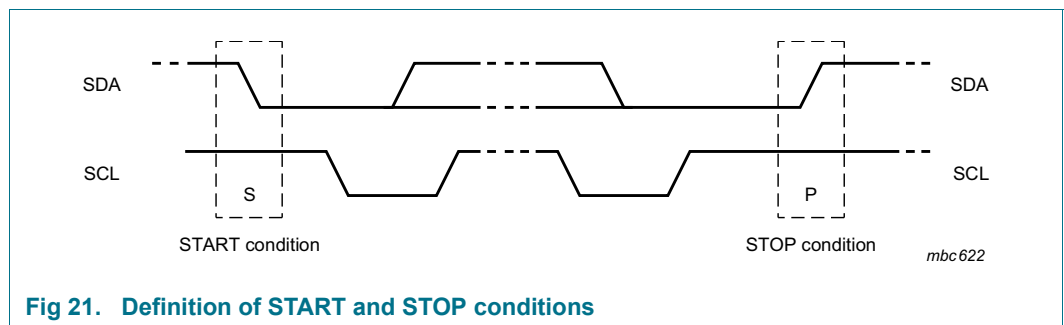 SDA SDA
SCL SCL
S P
START condition STOP condition
mbc622
Fig 21. Definition of START and STOP conditions